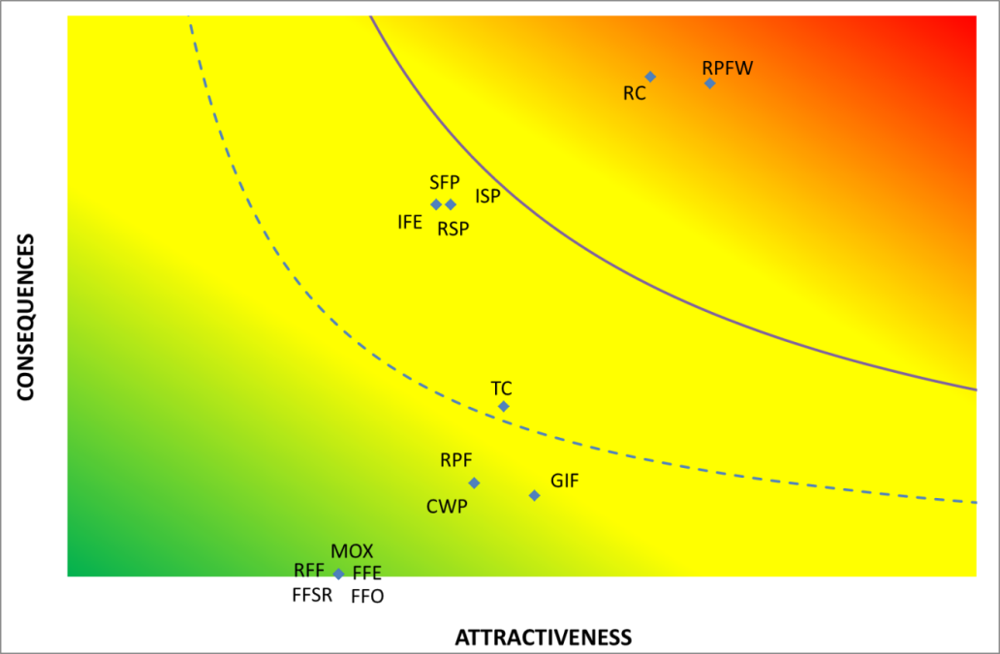 RPFW
RC
SFP
ISP
IFE
RSP
CONSEQUENCES
TC
RPF
GIF
CWP
MOX
RFF
FFE
FFSR
FFO
ATTRACTIVENESS